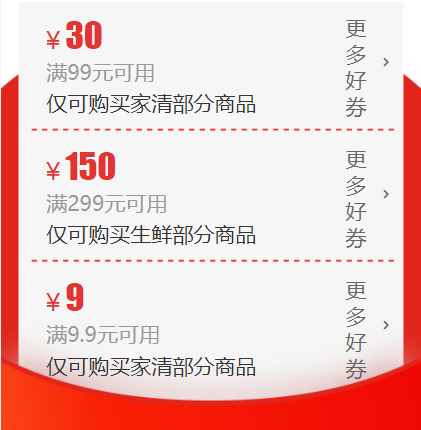 ¥30
满99元可用
仅可购买家清部分商品
更多好券 >
¥150
满299元可用
仅可购买生鲜部分商品
更多好券 >
¥9
满9.9元可用
仅可购买家清部分商品
更多好券 >